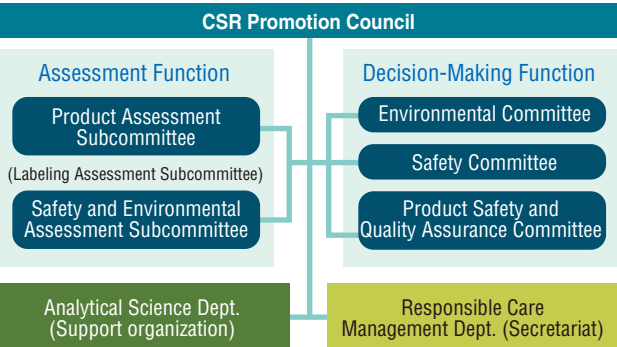 CSR Promotion Council
Assessment Function
Product Assessment
Subcommittee
(Labeling Assessment Subcommittee)
Safety and Environmental
Assessment Subcommittee
Decision-Making Function
Environmental Committee
Safety Committee
Product Safety and
Quality Assurance Committee
Analytical Science Dept.
(Support organization)
Responsible Care
Management Dept. (Secretariat)